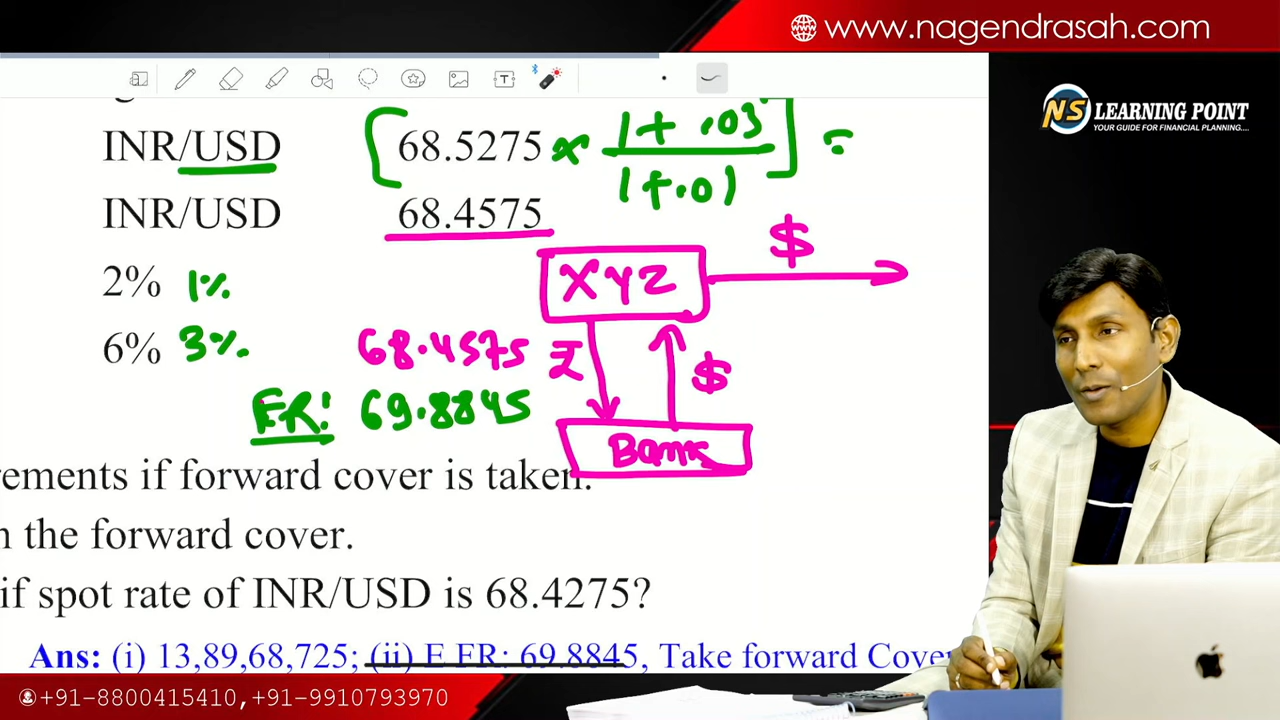 www.nagendrasah.com
NS LEARNING POINT
YOUR GUIDE FOR FINANCIAL PLANNING....
INR/USD [68.5275 × 1 + .03 / 1 + .01] =
INR/USD 68.4575
$
2% 1%
XYZ
6% 3%
68.4575 ₹ $
FR: 69.8845
Bank
rements if forward cover is taken.
n the forward cover.
if spot rate of INR/USD is 68.4275?
Ans: (i) 13,89,68,725; (ii) E FR: 69.8845, Take forward Cover
+91-8800415410,+91-9910793970